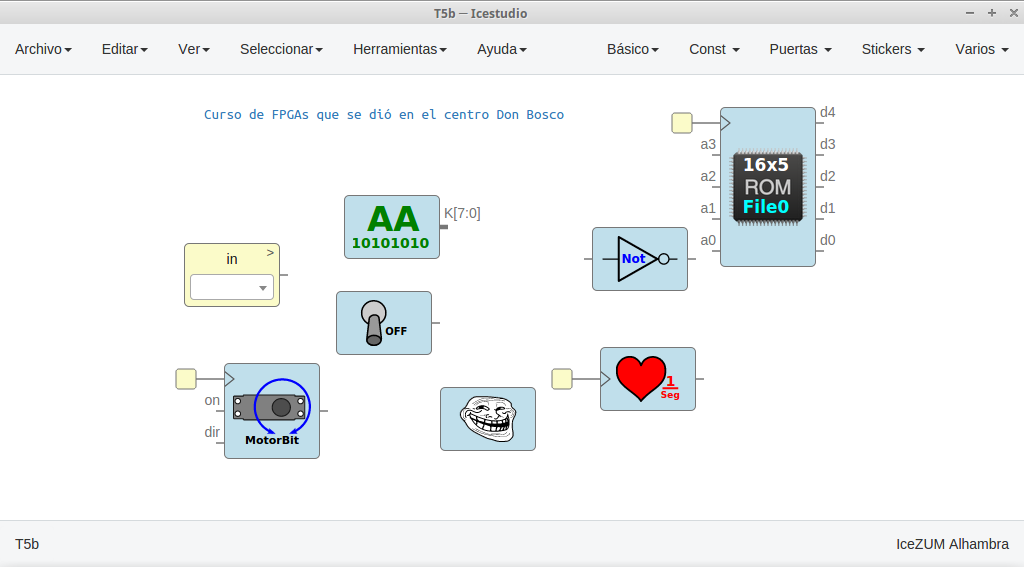 T5b — Icestudio
Archivo Editar Ver Seleccionar Herramientas Ayuda Básico Const Puertas Stickers Varios
Curso de FPGAs que se dió en el centro Don Bosco
d4
a3 16x5 d3
a2 ROM d2
a1 File0 d1
a0 d0
AA K[7:0]
10101010
in >
Not
OFF
on
dir
MotorBit
1
Seg
T5b IceZUM Alhambra